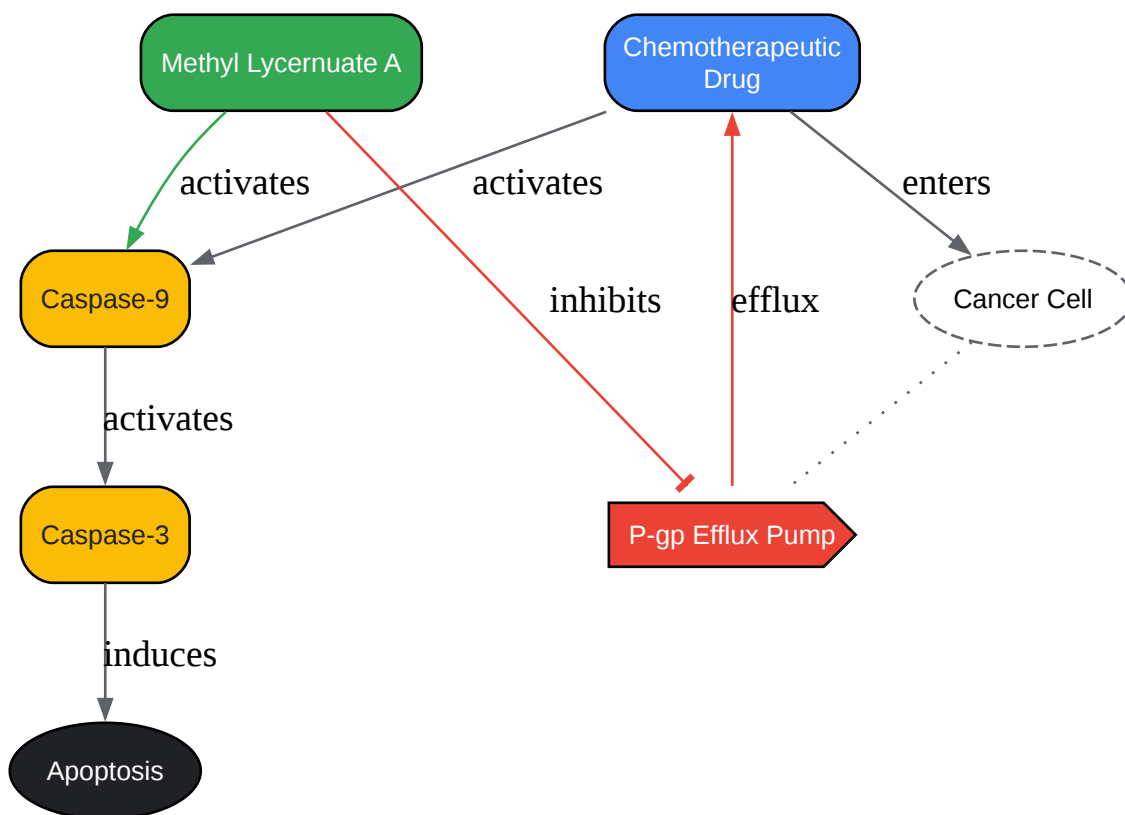 Methyl Lycernuate A
Chemotherapeutic
Drug
activates
activates
enters
Caspase-9
inhibits
efflux
Cancer Cell
activates
Caspase-3
P-gp Efflux Pump
induces
Apoptosis